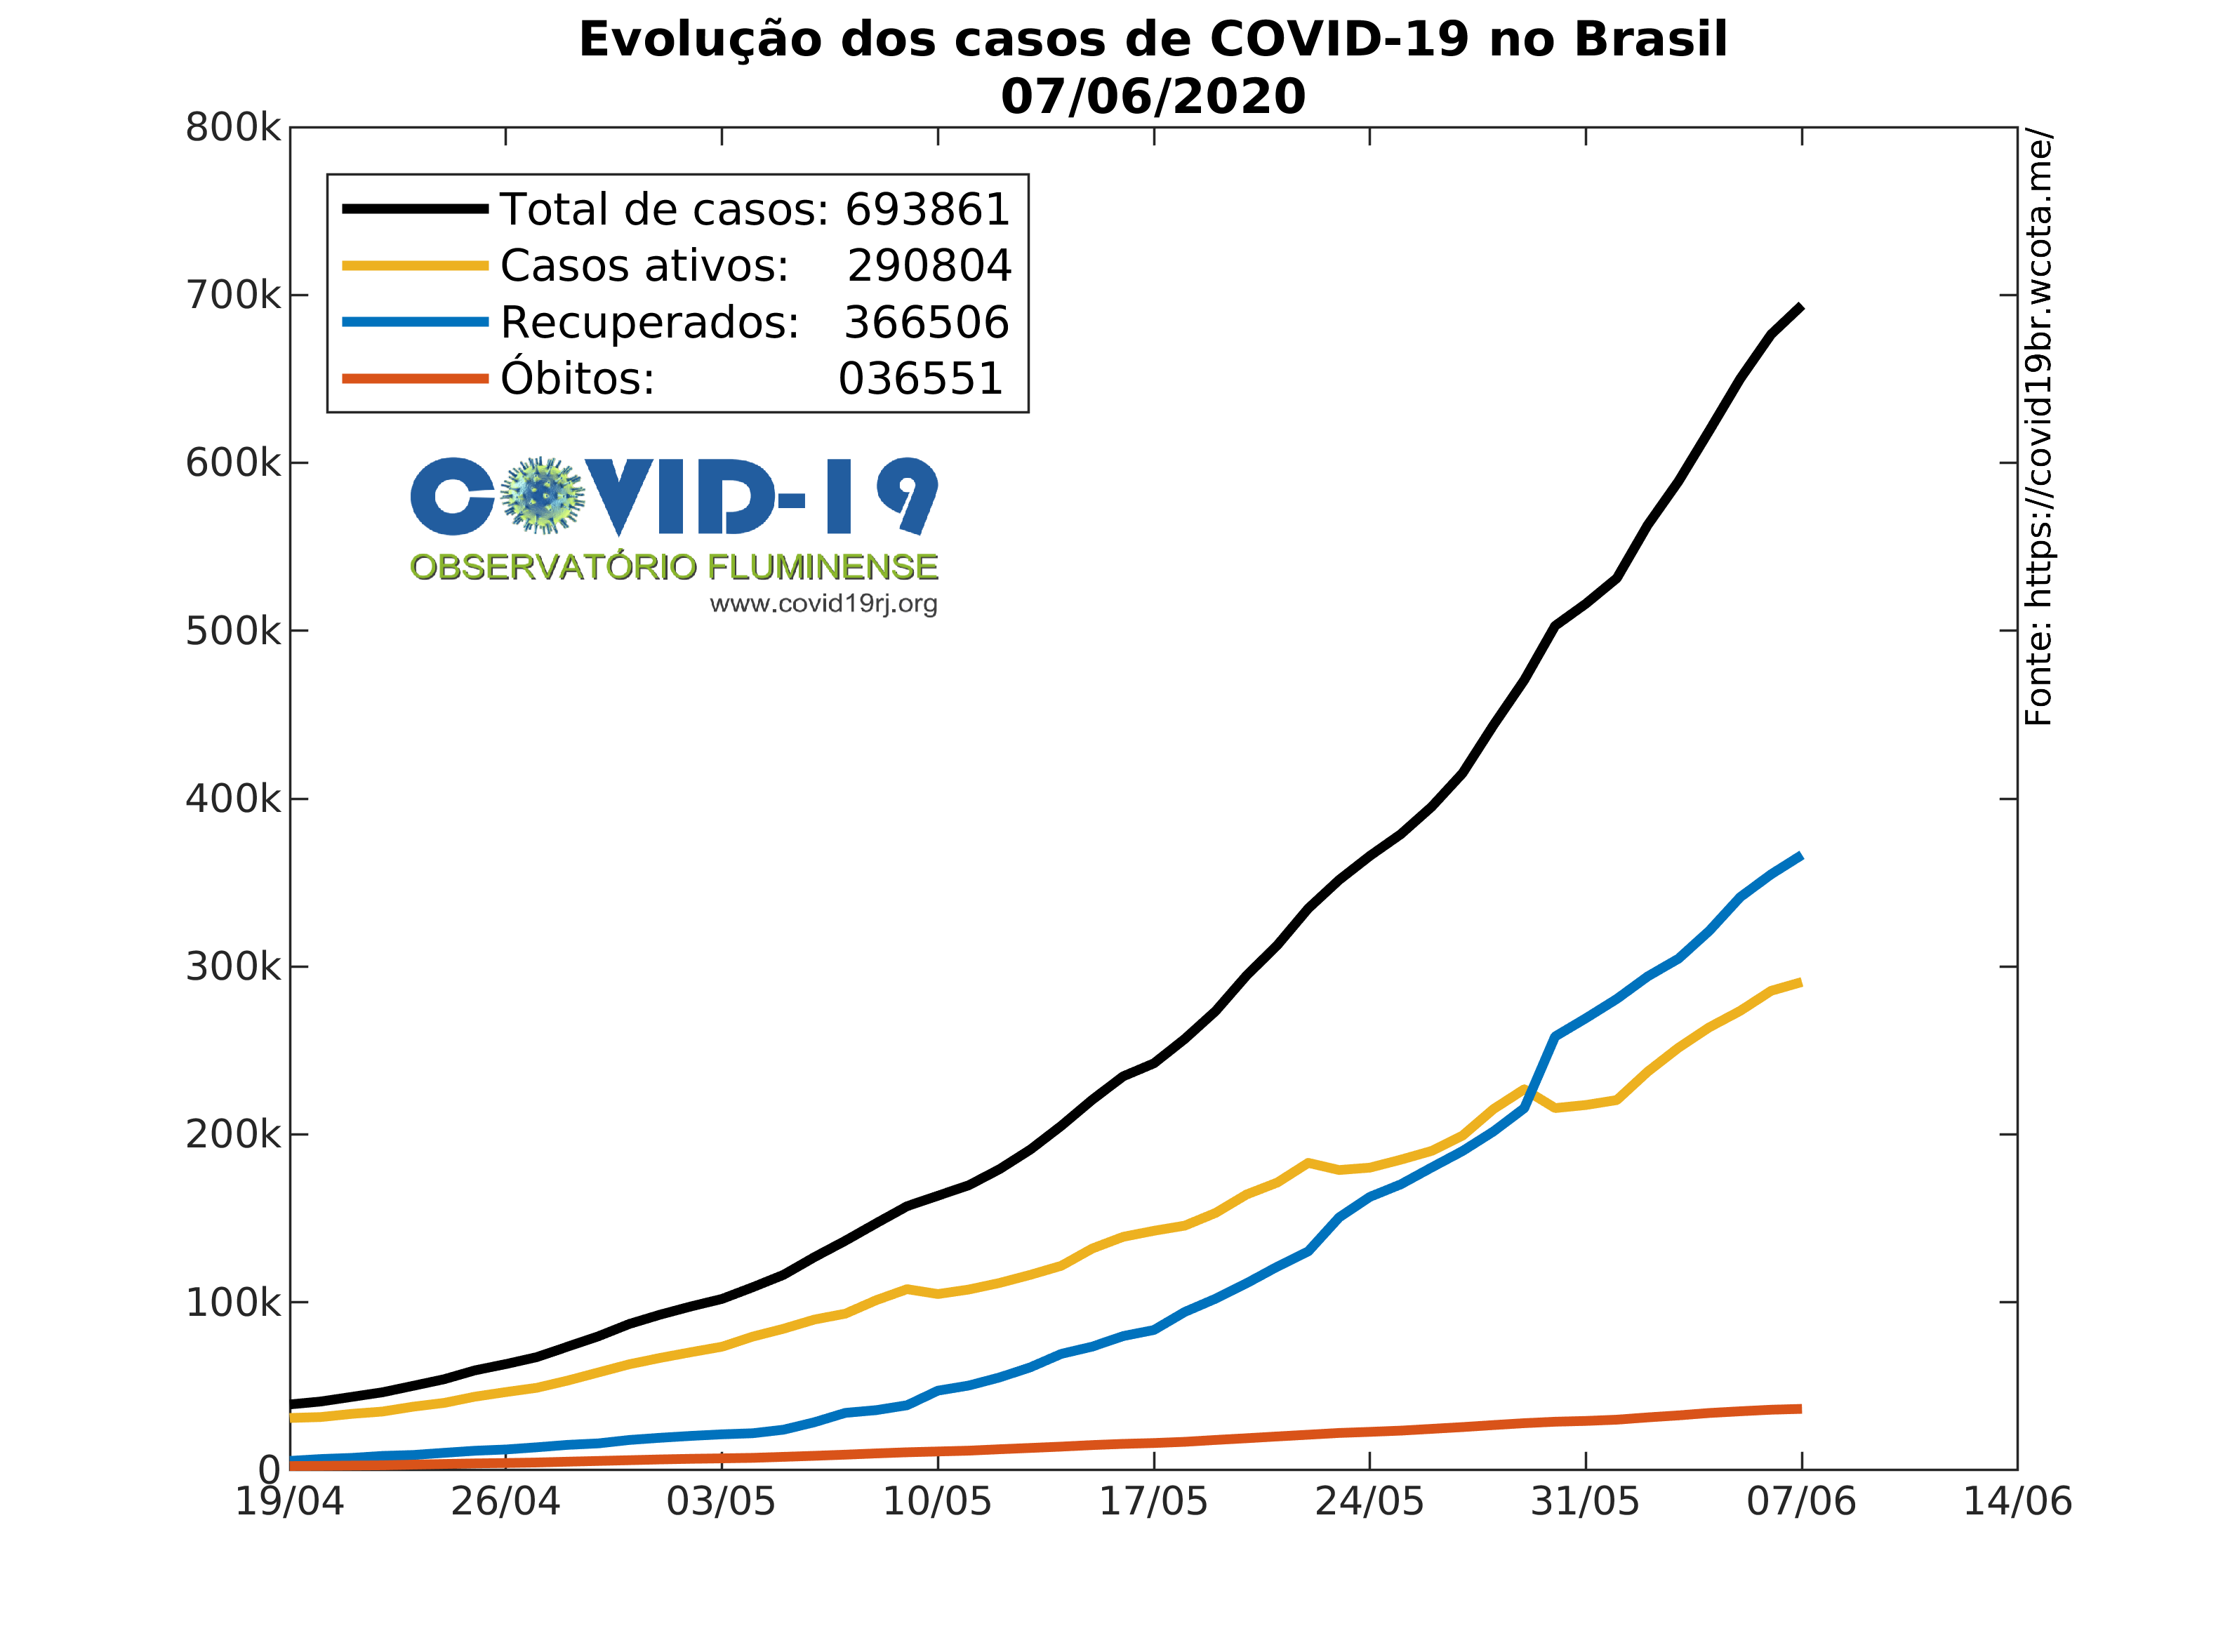 Evolução dos casos de COVID-19 no Brasil
07/06/2020
800k
700k
600k
500k
400k
300k
200k
100k
0
Total de casos: 693861
Casos ativos: 290804
Recuperados: 366506
Óbitos: 036551
COVID-19
OBSERVATÓRIO FLUMINENSE
www.covid19rj.org
Fonte: https://covid19br.wcota.me/
19/04 26/04 03/05 10/05 17/05 24/05 31/05 07/06 14/06